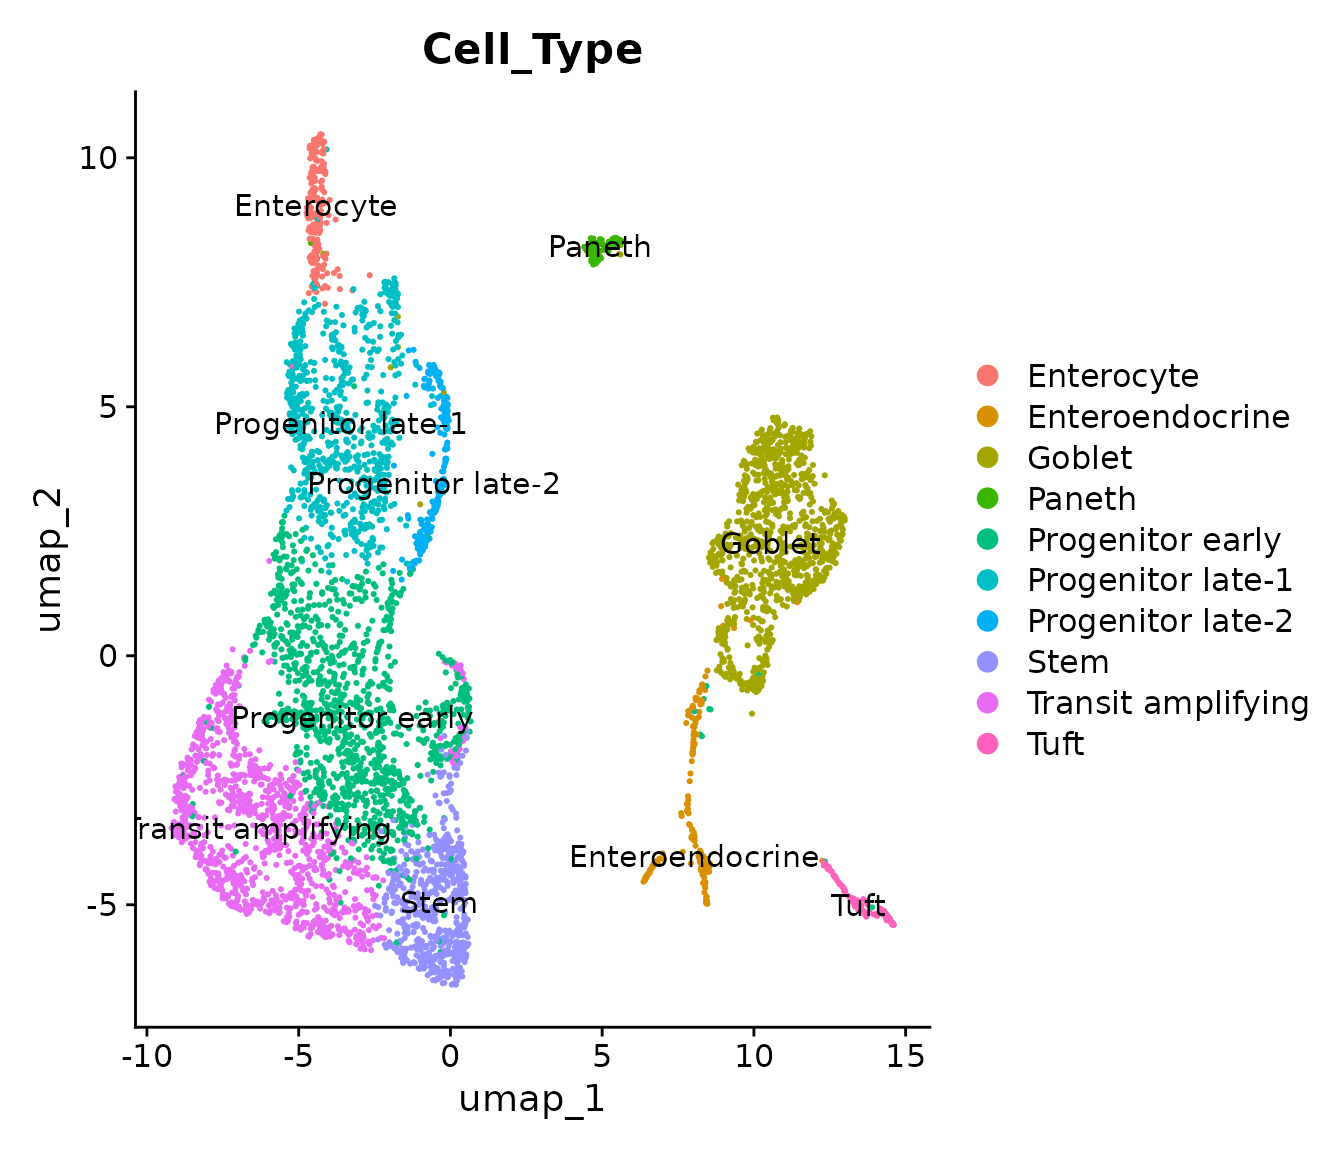 Cell_Type
10
5
0
-5
umap_2
Enterocyte
Paneth
Progenitor late-1
Progenitor late-2
Goblet
Progenitor early
Transit amplifying
Enteroendocrine
Stem
Tuft
-10
-5
0
5
10
15
umap_1
Enterocyte
Enteroendocrine
Goblet
Paneth
Progenitor early
Progenitor late-1
Progenitor late-2
Stem
Transit amplifying
Tuft